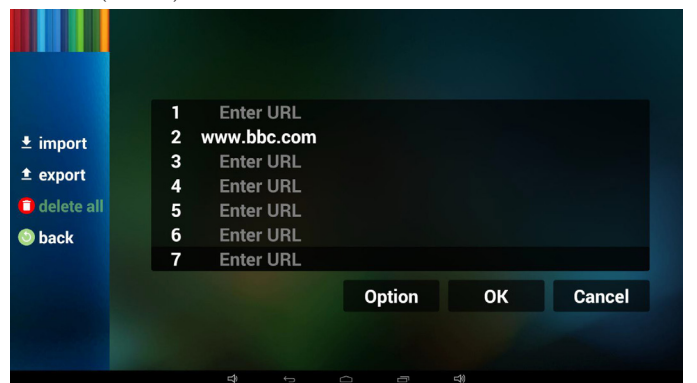 import
export
delete all
back
1 Enter URL
2 www.bbc.com
3 Enter URL
4 Enter URL
5 Enter URL
6 Enter URL
7 Enter URL
Option OK Cancel